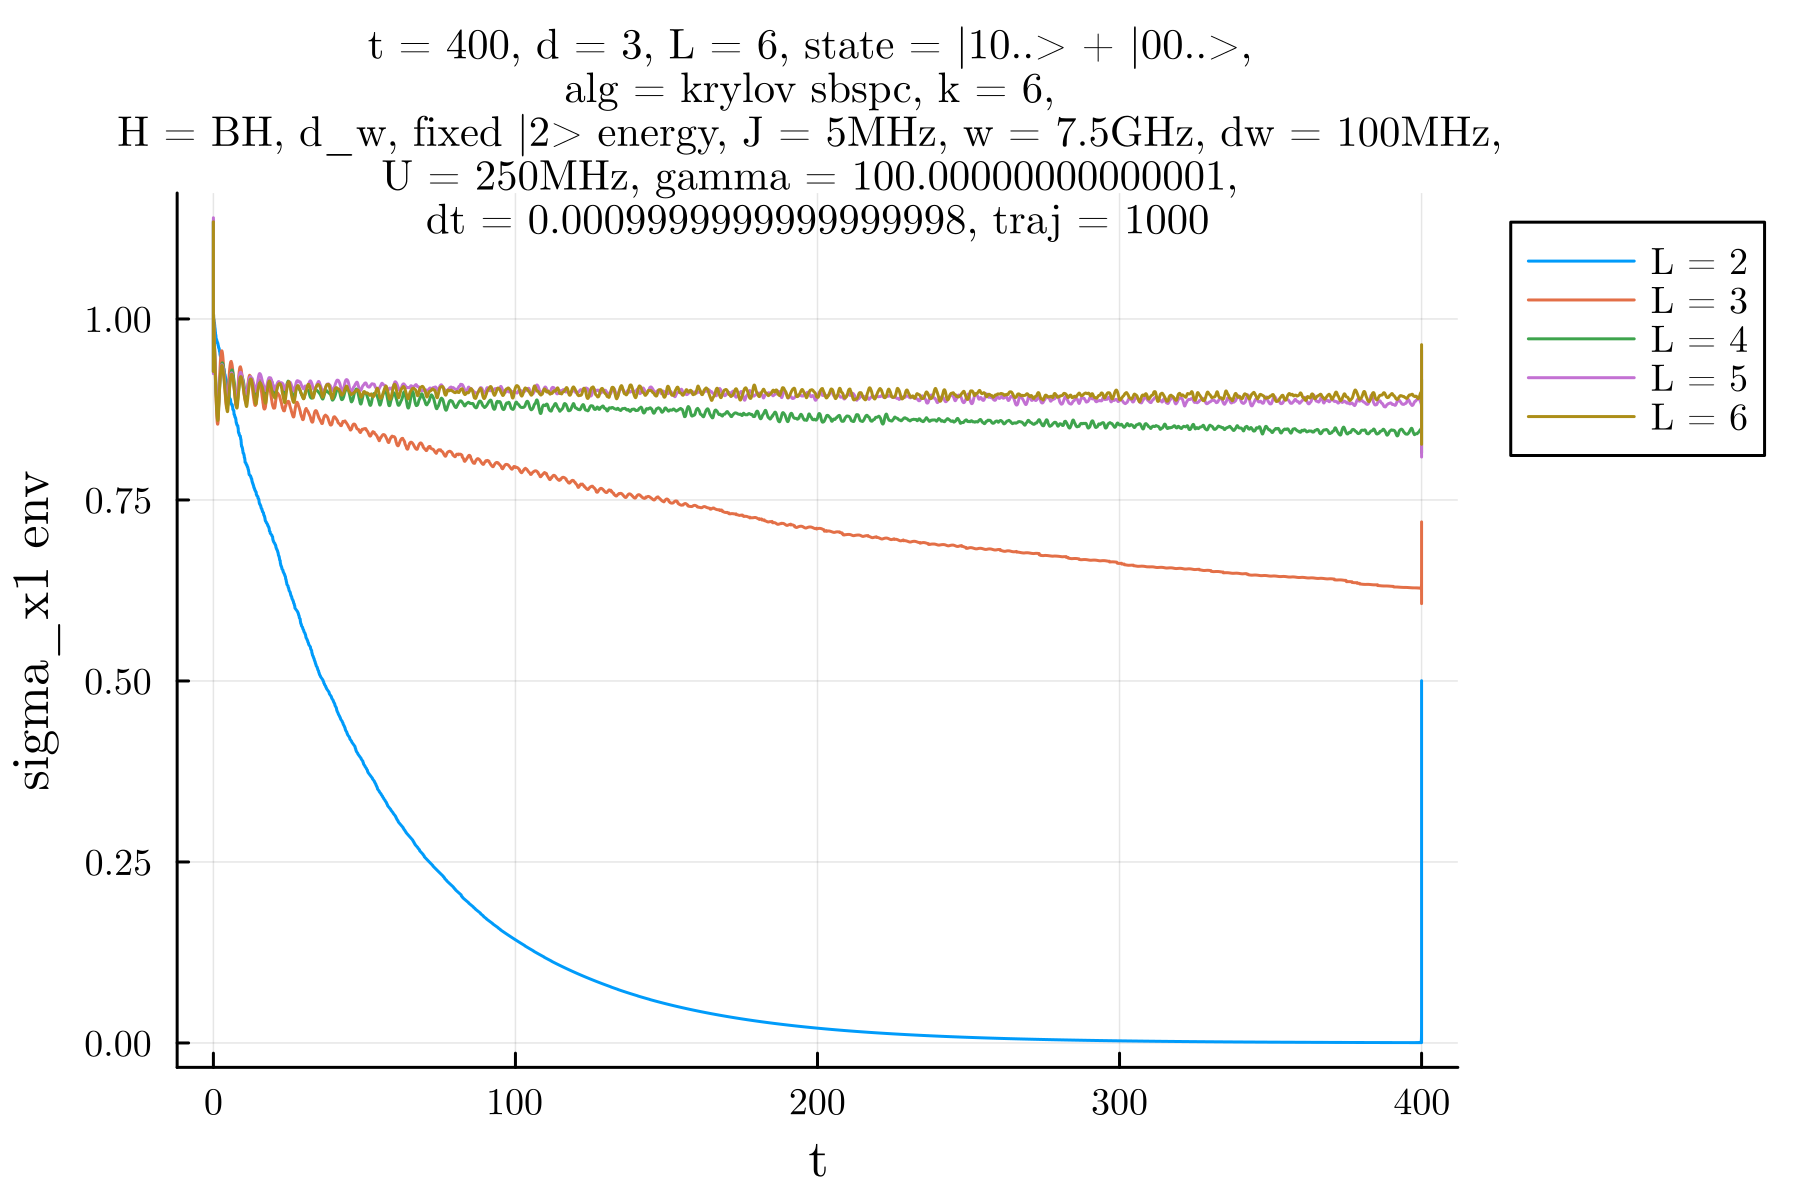 t = 400, d = 3, L = 6, state = |10..> + |00..>,
alg = krylov sbspc, k = 6,
H = BH, d_w, fixed |2> energy, J = 5MHz, w = 7.5GHz, dw = 100MHz,
U = 250MHz, gamma = 100.00000000000001,
dt = 0.0009999999999999998, traj = 1000
L = 2
L = 3
L = 4
L = 5
L = 6
1.00
0.75
0.50
0.25
0.00
sigma_x1 env
0
100
200
300
400
t